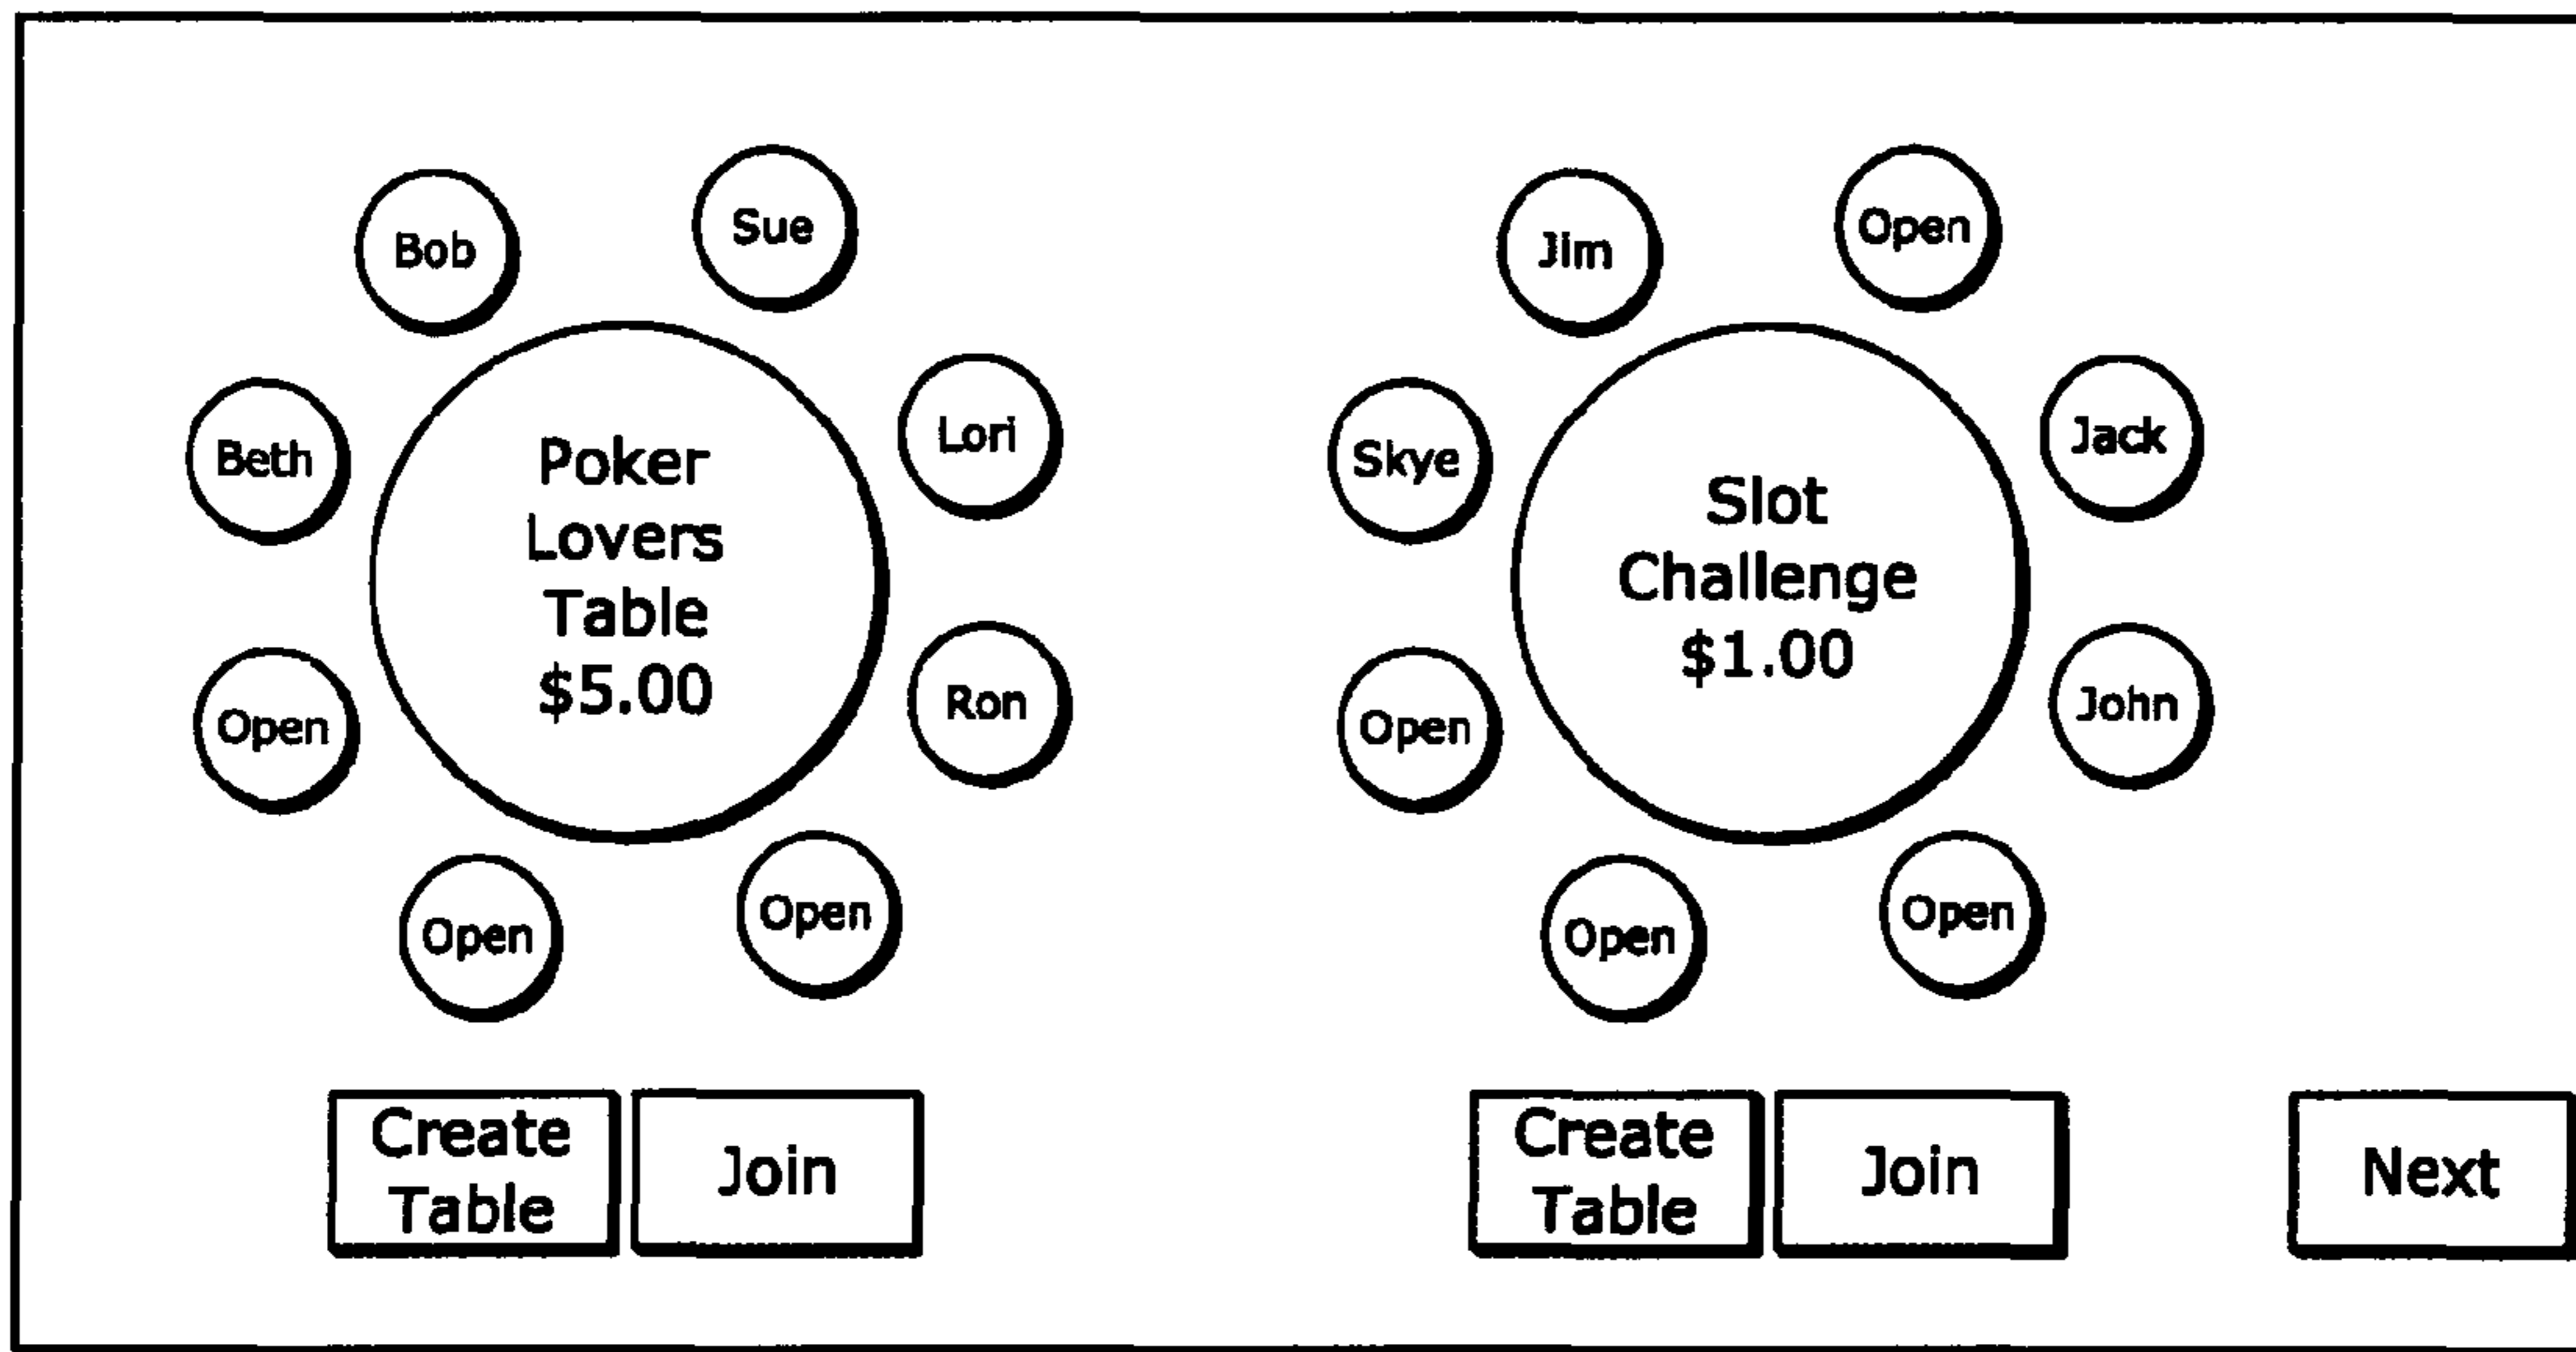 Bob
Sue
Beth
Lori
Poker
Lovers
Table
$5.00
Open
Ron
Open
Open
Create
Table
Join
Jim
Open
Skye
Jack
Slot
Challenge
$1.00
Open
John
Open
Open
Create
Table
Join
Next